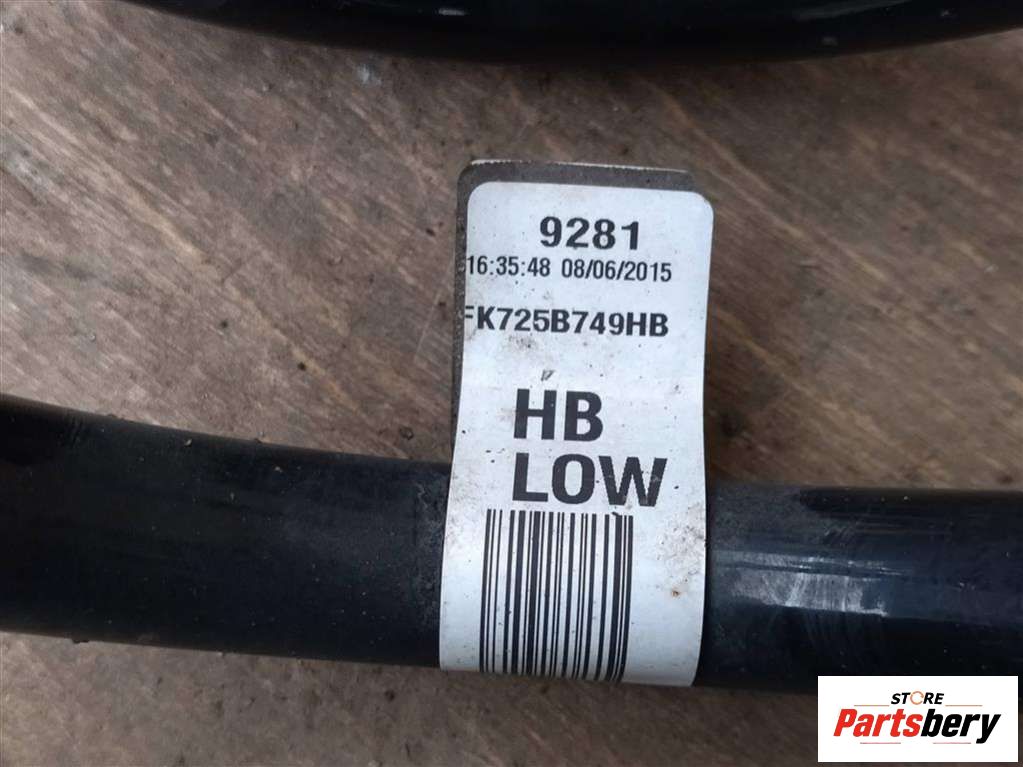 9281
16:35:48 08/06/2015
FK725B749HB
HB
LOW
STORE
Partsbery